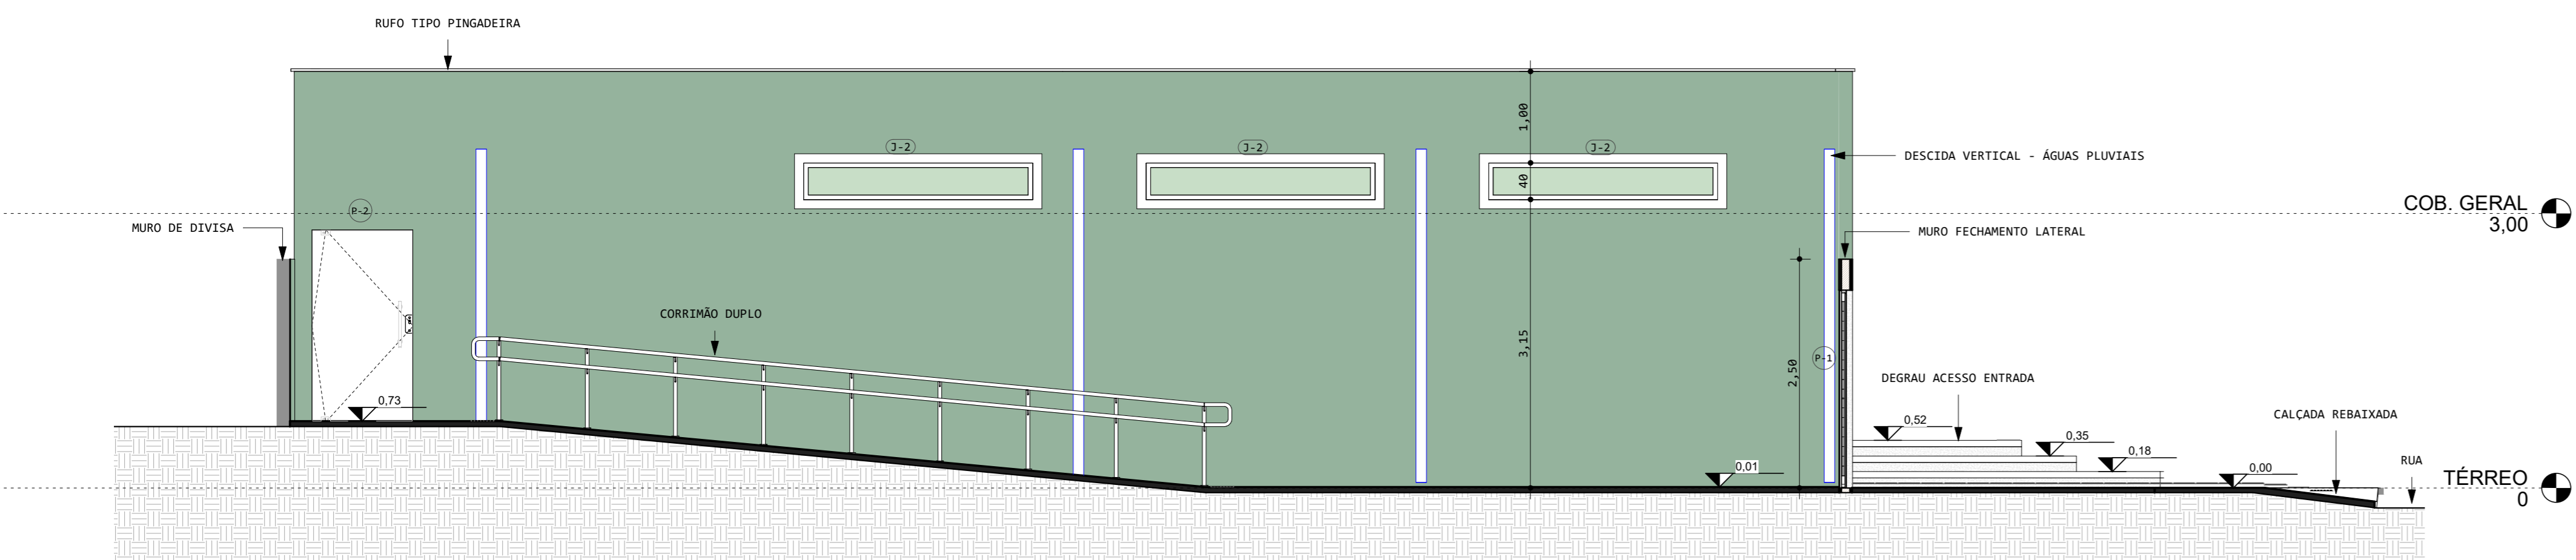 RUFO TIPO PINGADEIRA
1,00
J-2
J-2
J-2
DESCIDA VERTICAL - ÁGUAS PLUVIAIS
40
COB. GERAL
3,00
P-2
MURO DE DIVISA
MURO FECHAMENTO LATERAL
CORRIMÃO DUPLO
3,15
2,50
P-1
DEGRAU ACESSO ENTRADA
0,73
CALÇADA REBAIXADA
0,52
0,35
0,18
0,01
0,00
RUA
TÉRREO
0